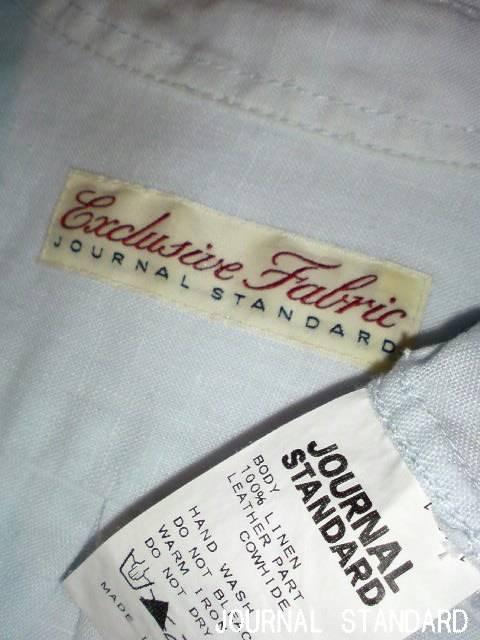 Exclusive Fabric
JOURNAL STANDARD
JOURNAL
STANDARD
BODY
100% LINEN
LEATHER PART
COWHIDE
HAND WASH
DO NOT
WARM IRON
DO NOT DRY
MADE
JOURNAL STANDARD